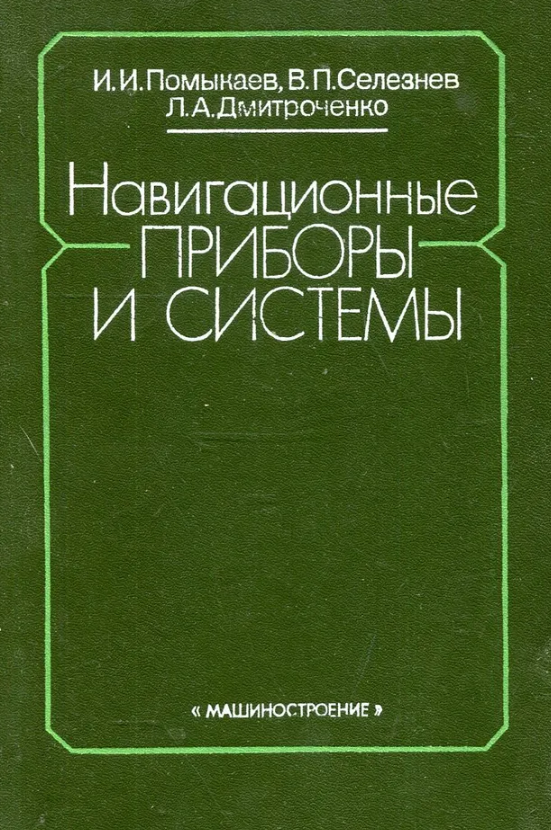 И. И. Помыкаев, В. П. Селезнев
Л. А. Дмитроченко
Навигационные
ПРИБОРЫ
И СИСТЕМЫ
« МАШИНОСТРОЕНИЕ »